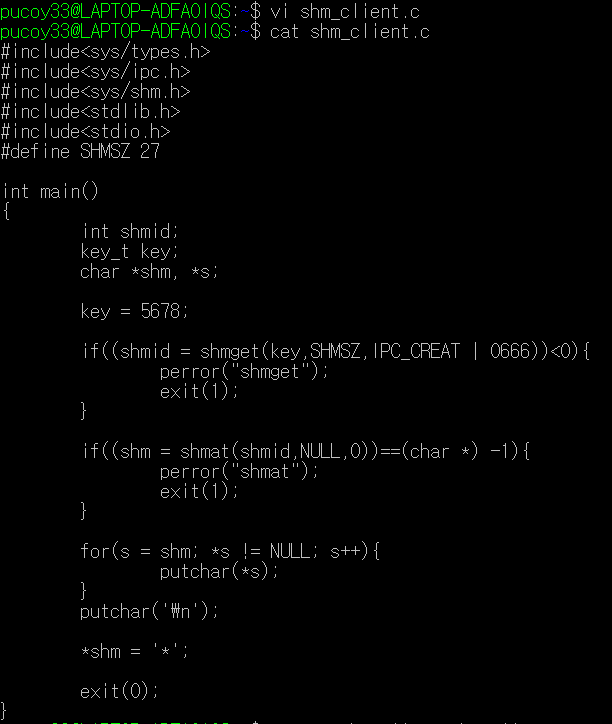 pucoy33@LAPTOP-ADFA0IQS:~$ vi shm_client.c
pucoy33@LAPTOP-ADFA0IQS:~$ cat shm_client.c
#include<sys/types.h>
#include<sys/ipc.h>
#include<sys/shm.h>
#include<stdlib.h>
#include<stdio.h>
#define SHMSZ 27

int main()
{
        int shmid;
        key_t key;
        char *shm, *s;

        key = 5678;

        if((shmid = shmget(key,SHMSZ,IPC_CREAT | 0666))<0){
                perror("shmget");
                exit(1);
        }

        if((shm = shmat(shmid,NULL,0))==(char *) -1){
                perror("shmat");
                exit(1);
        }

        for(s = shm; *s != NULL; s++){
                putchar(*s);
        }
        putchar('₩n');

        *shm = '*';

        exit(0);
}